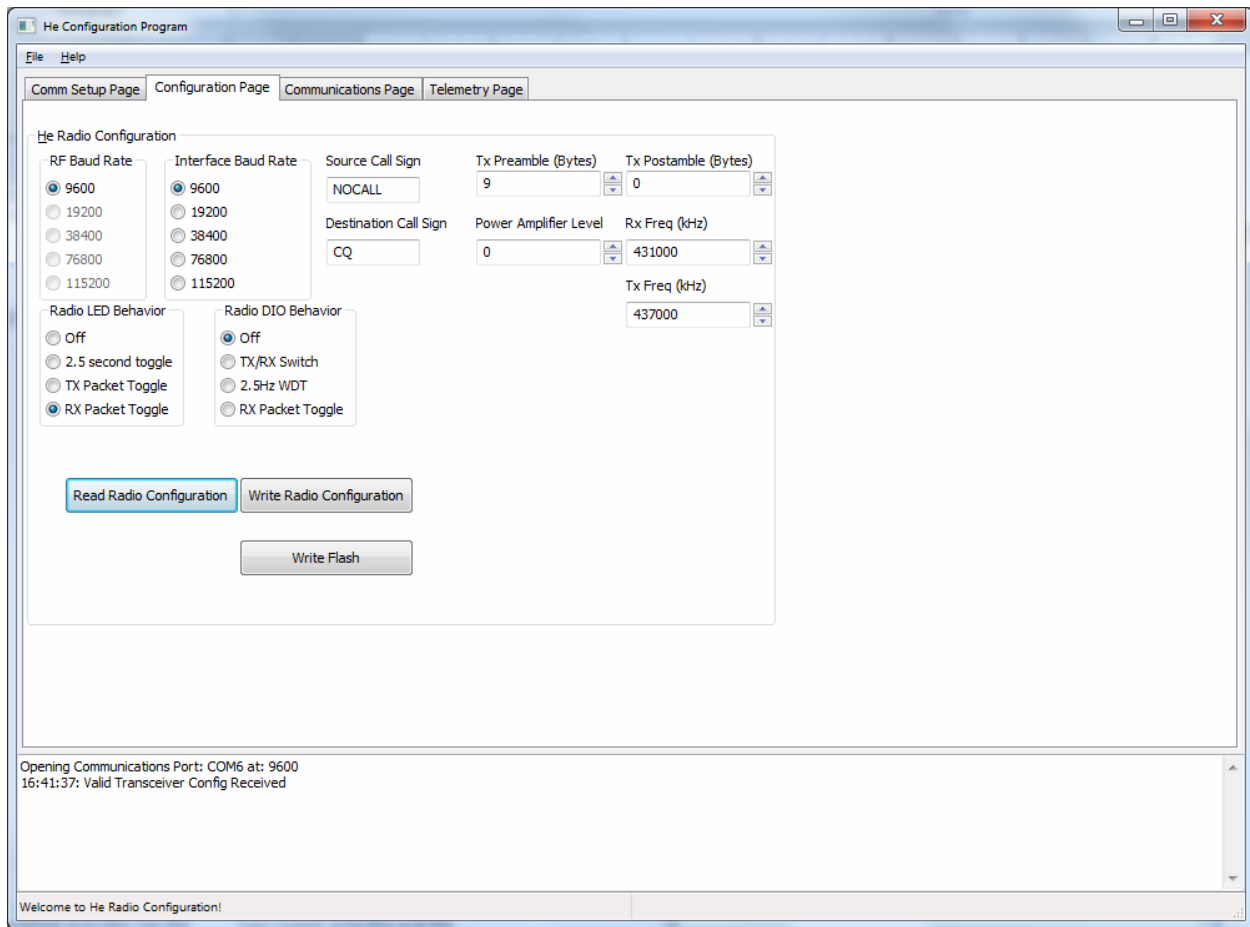 He Configuration Program
File Help
Comm Setup Page Configuration Page Communications Page Telemetry Page
He Radio Configuration
RF Baud Rate Interface Baud Rate Source Call Sign Tx Preamble (Bytes) Tx Postamble (Bytes)
9600 9600 NOCALL 9 0
19200 19200
38400 38400 Destination Call Sign Power Amplifier Level Rx Freq (kHz)
76800 76800 CQ 0 431000
115200 115200 Tx Freq (kHz)
Radio LED Behavior Radio DIO Behavior 437000
Off Off
2.5 second toggle TX/RX Switch
TX Packet Toggle 2.5Hz WDT
RX Packet Toggle RX Packet Toggle
Read Radio Configuration Write Radio Configuration
Write Flash
Opening Communications Port: COM6 at: 9600
16:41:37: Valid Transceiver Config Received
Welcome to He Radio Configuration!